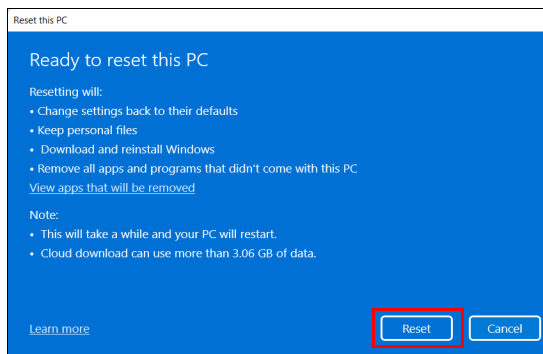 Reset this PC
Ready to reset this PC
Resetting will:
• Change settings back to their defaults
• Keep personal files
• Download and reinstall Windows
• Remove all apps and programs that didn't come with this PC
View apps that will be removed
Note:
• This will take a while and your PC will restart.
• Cloud download can use more than 3.06 GB of data.
Learn more
Reset
Cancel